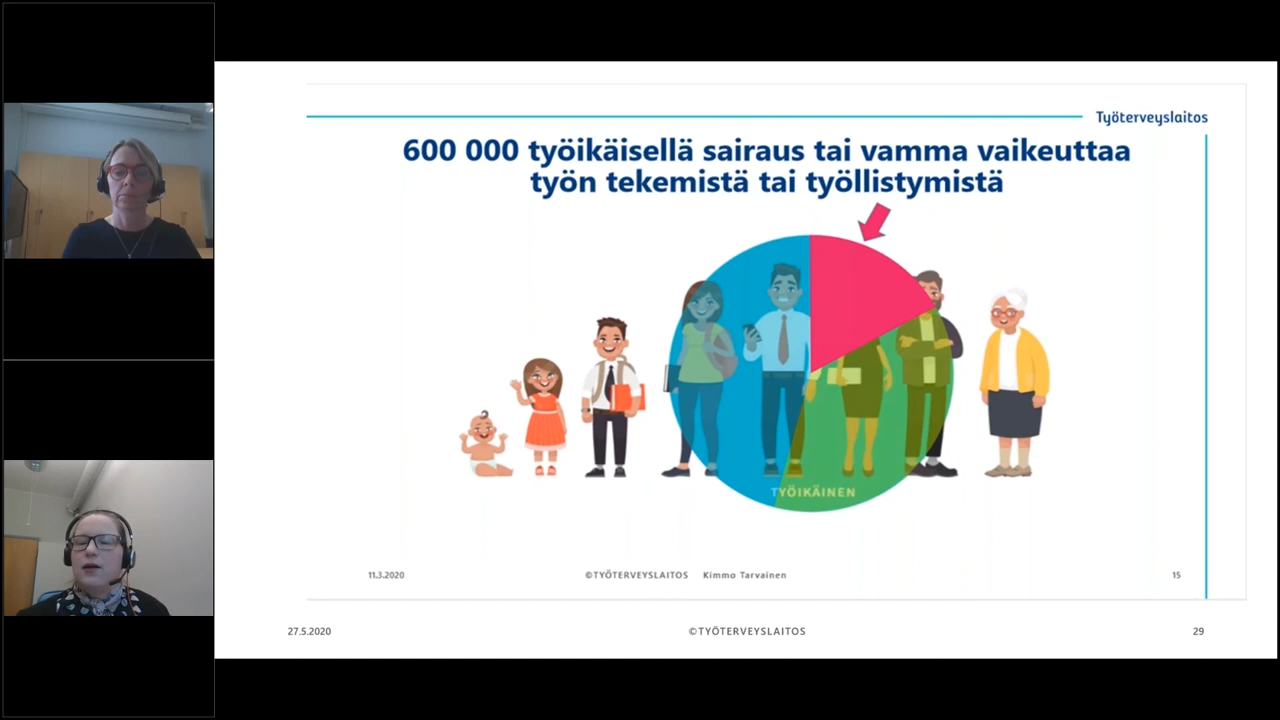 Työterveyslaitos
600 000 työikäisellä sairaus tai vamma vaikeuttaa
työn tekemistä tai työllistymistä
TYÖIKÄINEN
11.3.2020 ©TYÖTERVEYSLAITOS Kimmo Tarvainen 15
27.5.2020 ©TYÖTERVEYSLAITOS 29